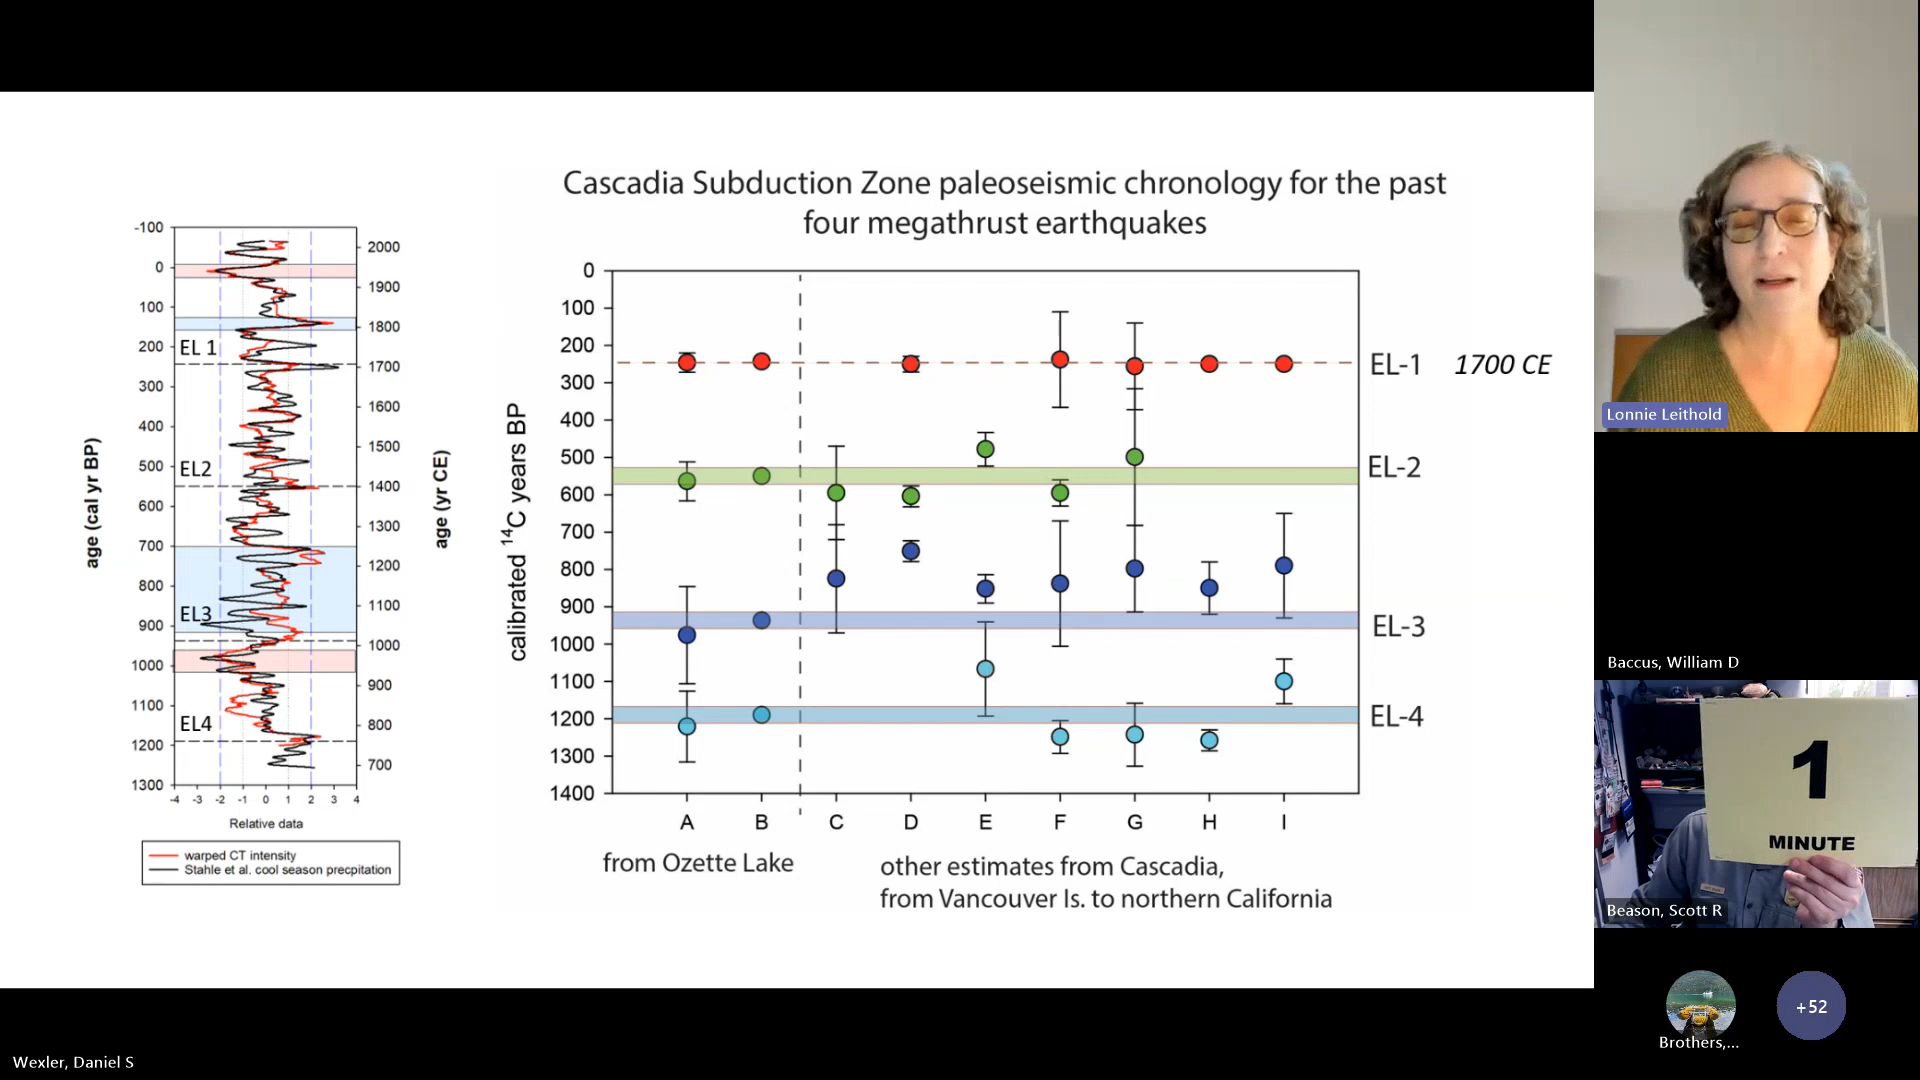 Cascadia Subduction Zone paleoseismic chronology for the past
four megathrust earthquakes
age (cal yr BP)
-100
0
100
200
300
400
500
600
700
800
900
1000
1100
1200
1300
EL 1
EL2
EL3
EL4
2000
1900
1800
1700
1600
1500
1400
1300
1200
1100
1000
900
800
700
age (yr CE)
-4 -3 -2 -1 0 1 2 3 4
Relative data
warped CT intensity
Stahle et al. cool season precpitation
calibrated 14C years BP
0
100
200
300
400
500
600
700
800
900
1000
1100
1200
1300
1400
EL-1 1700 CE
EL-2
EL-3
EL-4
A B C D E F G H I
from Ozette Lake
other estimates from Cascadia,
from Vancouver Is. to northern California
Lonnie Leithold
Baccus, William D
1
MINUTE
Beason, Scott R
Brothers,...
+52
Wexler, Daniel S